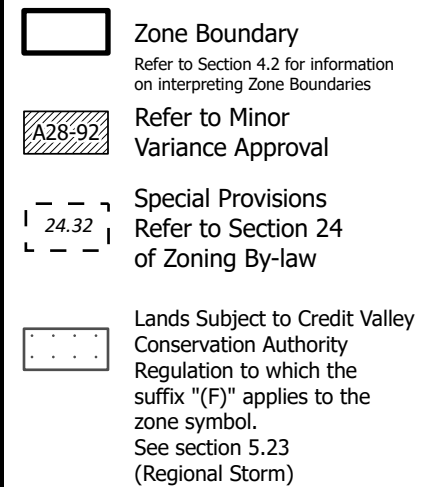 Zone Boundary
Refer to Section 4.2 for information
on interpreting Zone Boundaries
A28-92
Refer to Minor
Variance Approval
24.32
Special Provisions
Refer to Section 24
of Zoning By-law
Lands Subject to Credit Valley
Conservation Authority
Regulation to which the
suffix "(F)" applies to the
zone symbol.
See section 5.23
(Regional Storm)